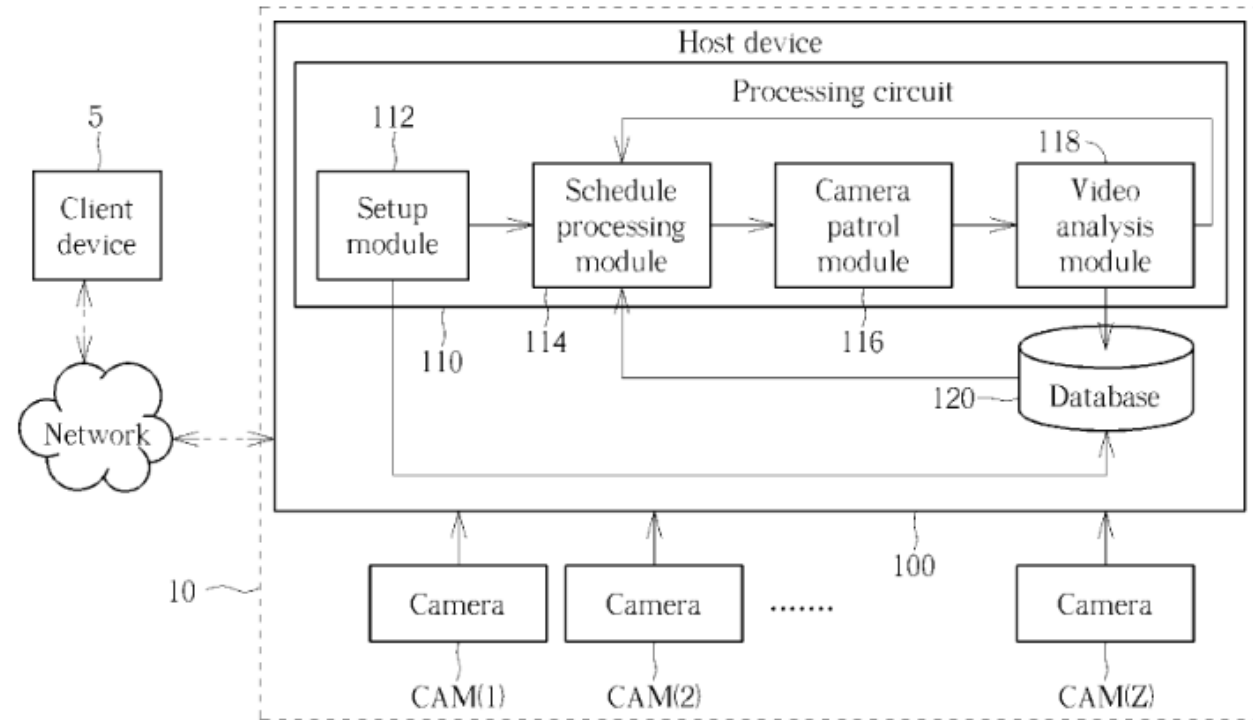 Host device
Processing circuit
5
112
118
Client
device
Setup
module
Schedule
processing
module
Camera
patrol
module
Video
analysis
module
114
116
110
120
Database
Network
100
10
Camera
Camera
.......
Camera
CAM(1)
CAM(2)
CAM(Z)